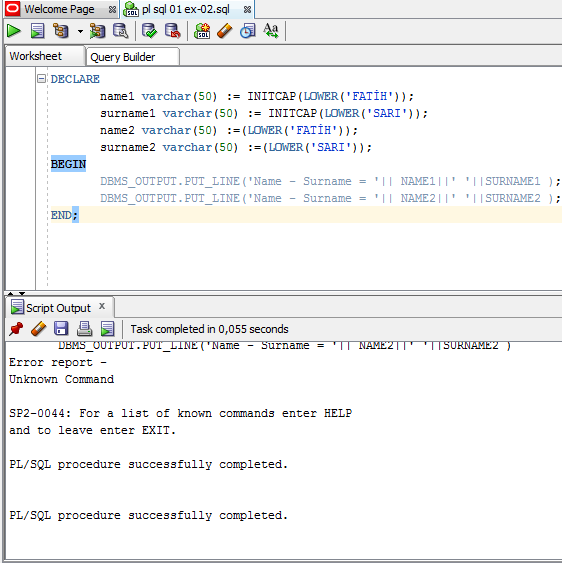 Welcome Page
pl sql 01 ex-02.sql
Worksheet
Query Builder
DECLARE
name1 varchar(50) := INITCAP(LOWER('FATİH'));
surname1 varchar(50) := INITCAP(LOWER('SARI'));
name2 varchar(50) :=(LOWER('FATİH'));
surname2 varchar(50) :=(LOWER('SARI'));
BEGIN
DBMS_OUTPUT.PUT_LINE('Name - Surname = '|| NAME1||' '||SURNAME1 );
DBMS_OUTPUT.PUT_LINE('Name - Surname = '|| NAME2||' '||SURNAME2 );
END;
Script Output
Task completed in 0,055 seconds
DBMS_OUTPUT.PUT_LINE('Name - Surname = '|| NAME2||' '||SURNAME2 )
Error report -
Unknown Command
SP2-0044: For a list of known commands enter HELP
and to leave enter EXIT.
PL/SQL procedure successfully completed.
PL/SQL procedure successfully completed.